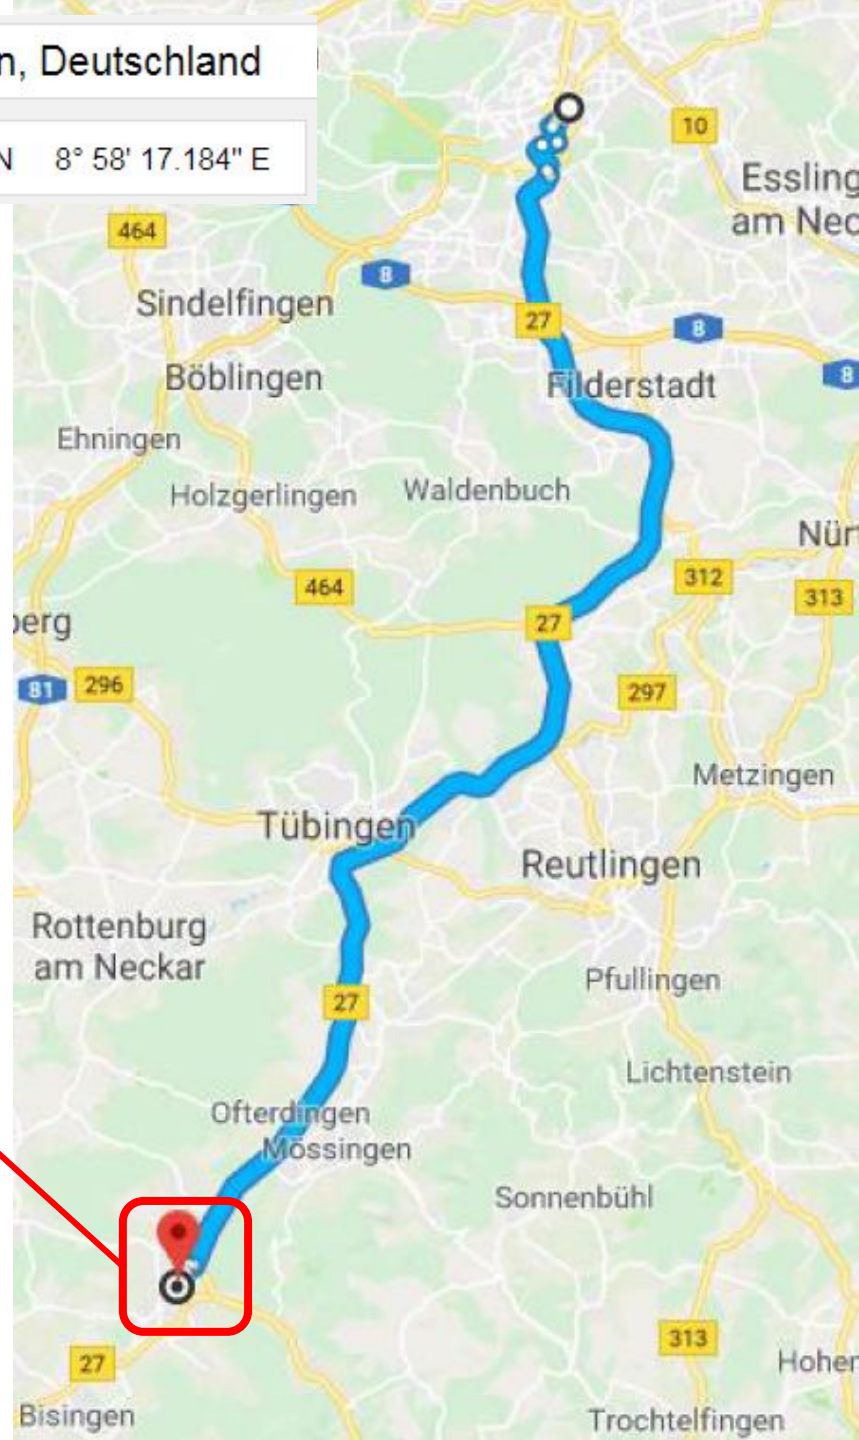 n, Deutschland
N 8° 58' 17.184" E
10
Essling
am Nec
464
8
Sindelfingen
27
8
Böblingen
Filderstadt
8
Ehningen
Holzgerlingen
Waldenbuch
Nür
312
464
313
27
berg
81
296
297
Metzingen
Tübingen
Reutlingen
Rottenburg
am Neckar
Pfullingen
27
Lichtenstein
Ofterdingen
Mössingen
Sonnenbühl
313
27
Hohen
Bisingen
Trochtelfingen